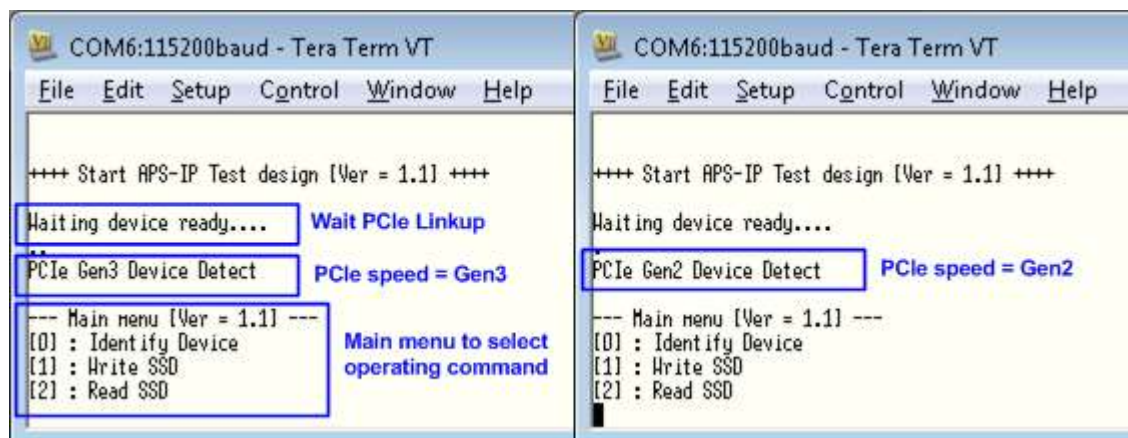 COM6:115200baud - Tera Term VT
File Edit Setup Control Window Help
++++ Start APS-IP Test design [Ver = 1.1] ++++
Waiting device ready....
Wait PCIe Linkup
..
PCIe Gen3 Device Detect
PCIe speed = Gen3
--- Main menu [Ver = 1.1] ---
[0] : Identify Device
[1] : Write SSD
[2] : Read SSD
Main menu to select
operating command
COM6:115200baud - Tera Term VT
File Edit Setup Control Window Help
++++ Start APS-IP Test design [Ver = 1.1] ++++
Waiting device ready....
.
PCIe Gen2 Device Detect
PCIe speed = Gen2
--- Main menu [Ver = 1.1] ---
[0] : Identify Device
[1] : Write SSD
[2] : Read SSD